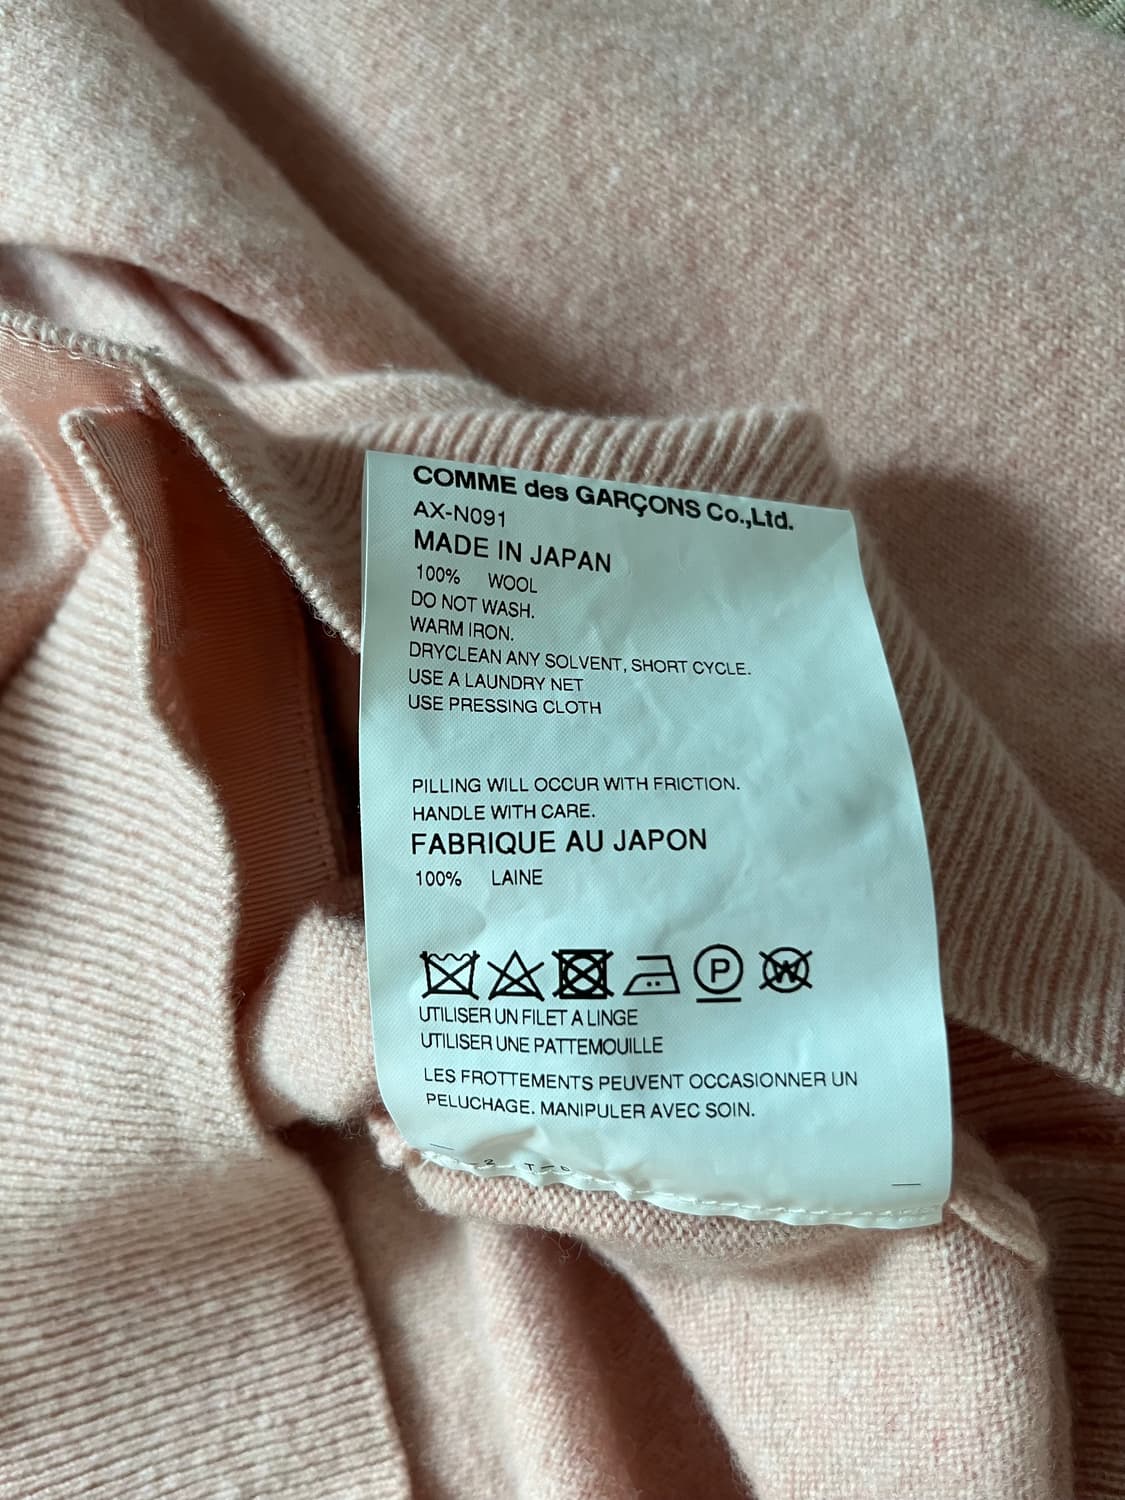 COMME des GARÇONS Co.,Ltd.
AX-N091
MADE IN JAPAN
100% WOOL
DO NOT WASH.
WARM IRON.
DRYCLEAN ANY SOLVENT, SHORT CYCLE.
USE A LAUNDRY NET
USE PRESSING CLOTH
PILLING WILL OCCUR WITH FRICTION.
HANDLE WITH CARE.
FABRIQUE AU JAPON
100% LAINE
P W
UTILISER UN FILET A LINGE
UTILISER UNE PATTEMOUILLE
LES FROTTEMENTS PEUVENT OCCASIONNER UN
PELUCHAGE. MANIPULER AVEC SOIN.